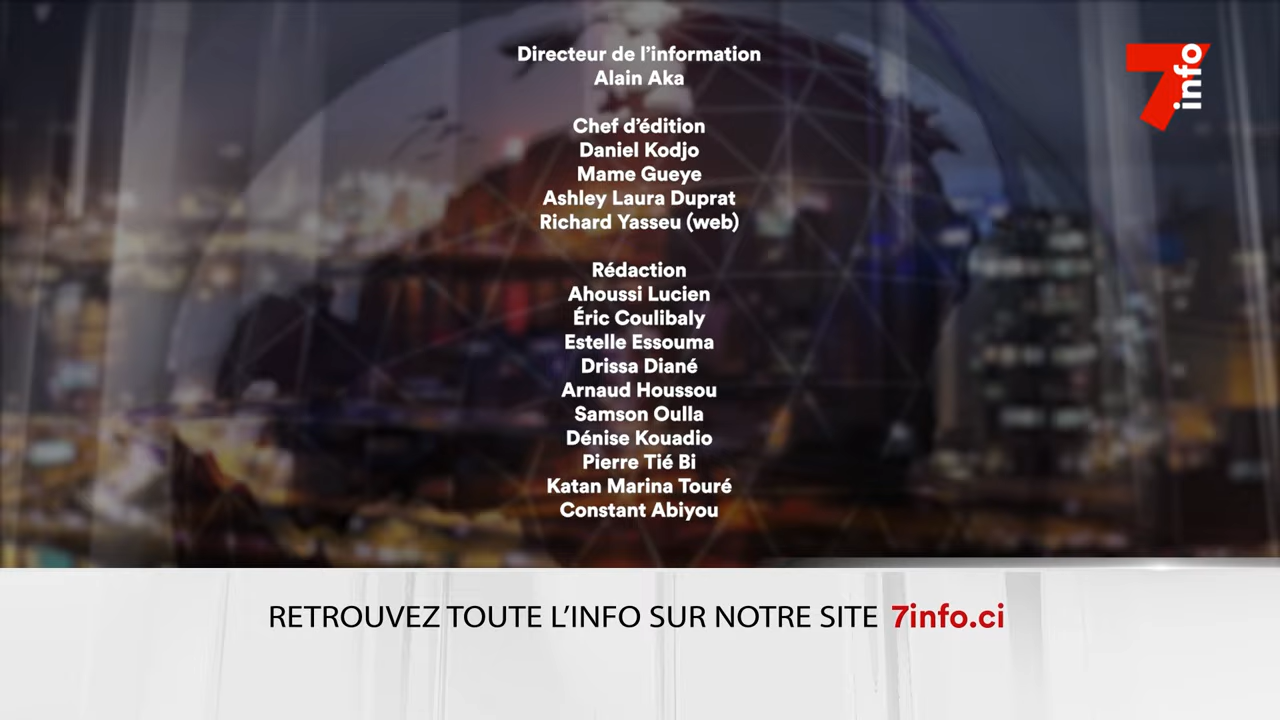 Directeur de l’information
Alain Aka
Chef d’édition
Daniel Kodjo
Mame Gueye
Ashley Laura Duprat
Richard Yasseu (web)
Rédaction
Ahoussi Lucien
Éric Coulibaly
Estelle Essouma
Drissa Diané
Arnaud Houssou
Samson Oulla
Dénise Kouadio
Pierre Tié Bi
Katan Marina Touré
Constant Abiyou
7info
RETROUVEZ TOUTE L’INFO SUR NOTRE SITE 7info.ci